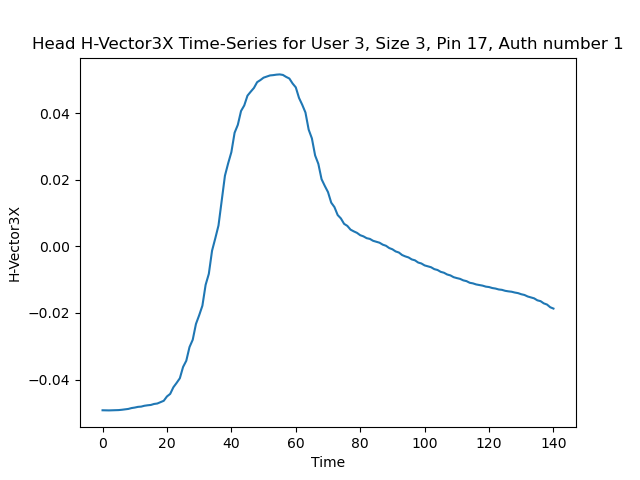 Head H-Vector3X Time-Series for User 3, Size 3, Pin 17, Auth number 1
H-Vector3X
0.04
0.02
0.00
−0.02
−0.04
0 20 40 60 80 100 120 140
Time